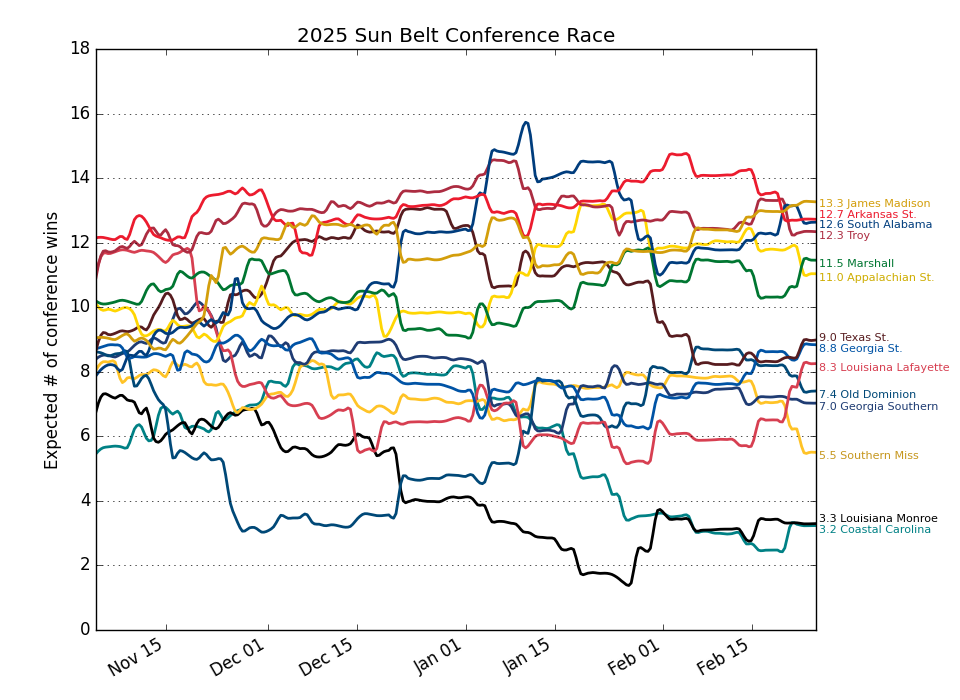 2025 Sun Belt Conference Race
Expected # of conference wins
18
16
14
12
10
8
6
4
2
0
Nov 15
Dec 01
Dec 15
Jan 01
Jan 15
Feb 01
Feb 15
13.3 James Madison
12.7 Arkansas St.
12.6 South Alabama
12.3 Troy
11.5 Marshall
11.0 Appalachian St.
9.0 Texas St.
8.8 Georgia St.
8.3 Louisiana Lafayette
7.4 Old Dominion
7.0 Georgia Southern
5.5 Southern Miss
3.3 Louisiana Monroe
3.2 Coastal Carolina